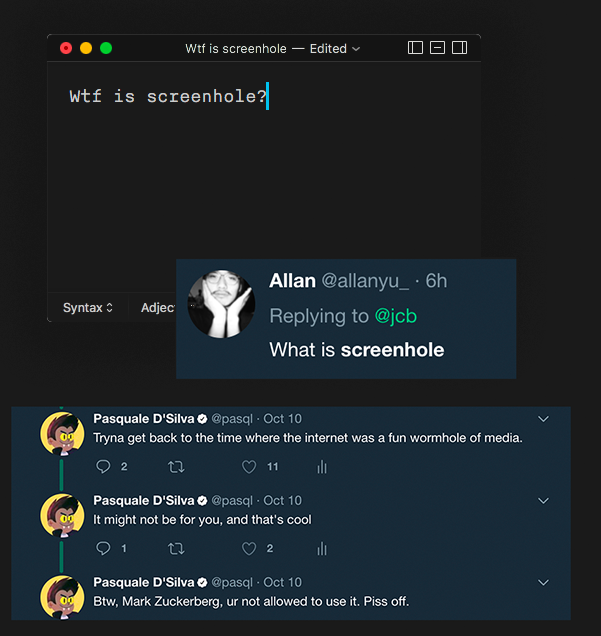 Wtf is screenhole — Edited
Wtf is screenhole?
Syntax
Adjec
Allan @allanyu_ · 6h
Replying to @jcb
What is screenhole
Pasquale D'Silva @pasql · Oct 10
Tryna get back to the time where the internet was a fun wormhole of media.
2 11
Pasquale D'Silva @pasql · Oct 10
It might not be for you, and that's cool
1 2
Pasquale D'Silva @pasql · Oct 10
Btw, Mark Zuckerberg, ur not allowed to use it. Piss off.